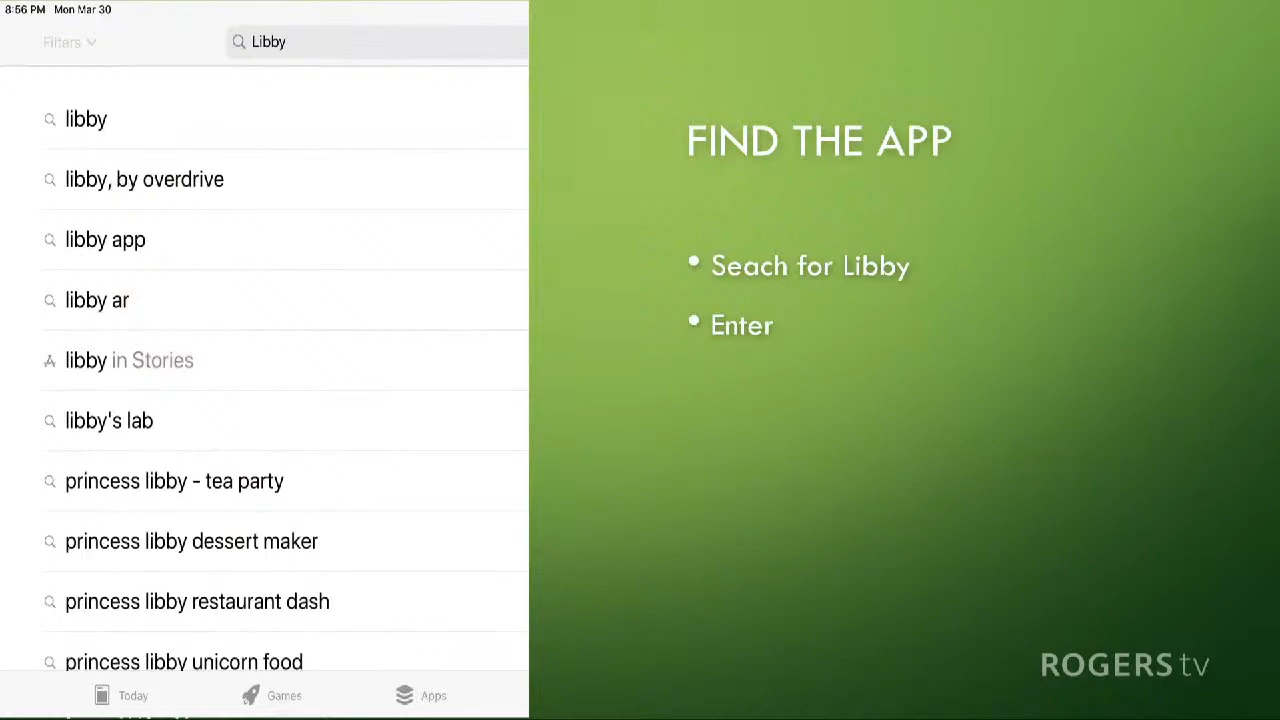 8:56 PM Mon Mar 30
Filters
Libby
libby
libby, by overdrive
libby app
libby ar
libby in Stories
libby's lab
princess libby - tea party
princess libby dessert maker
princess libby restaurant dash
princess libby unicorn food
Today
Games
Apps
FIND THE APP
• Seach for Libby
• Enter
ROGERS tv